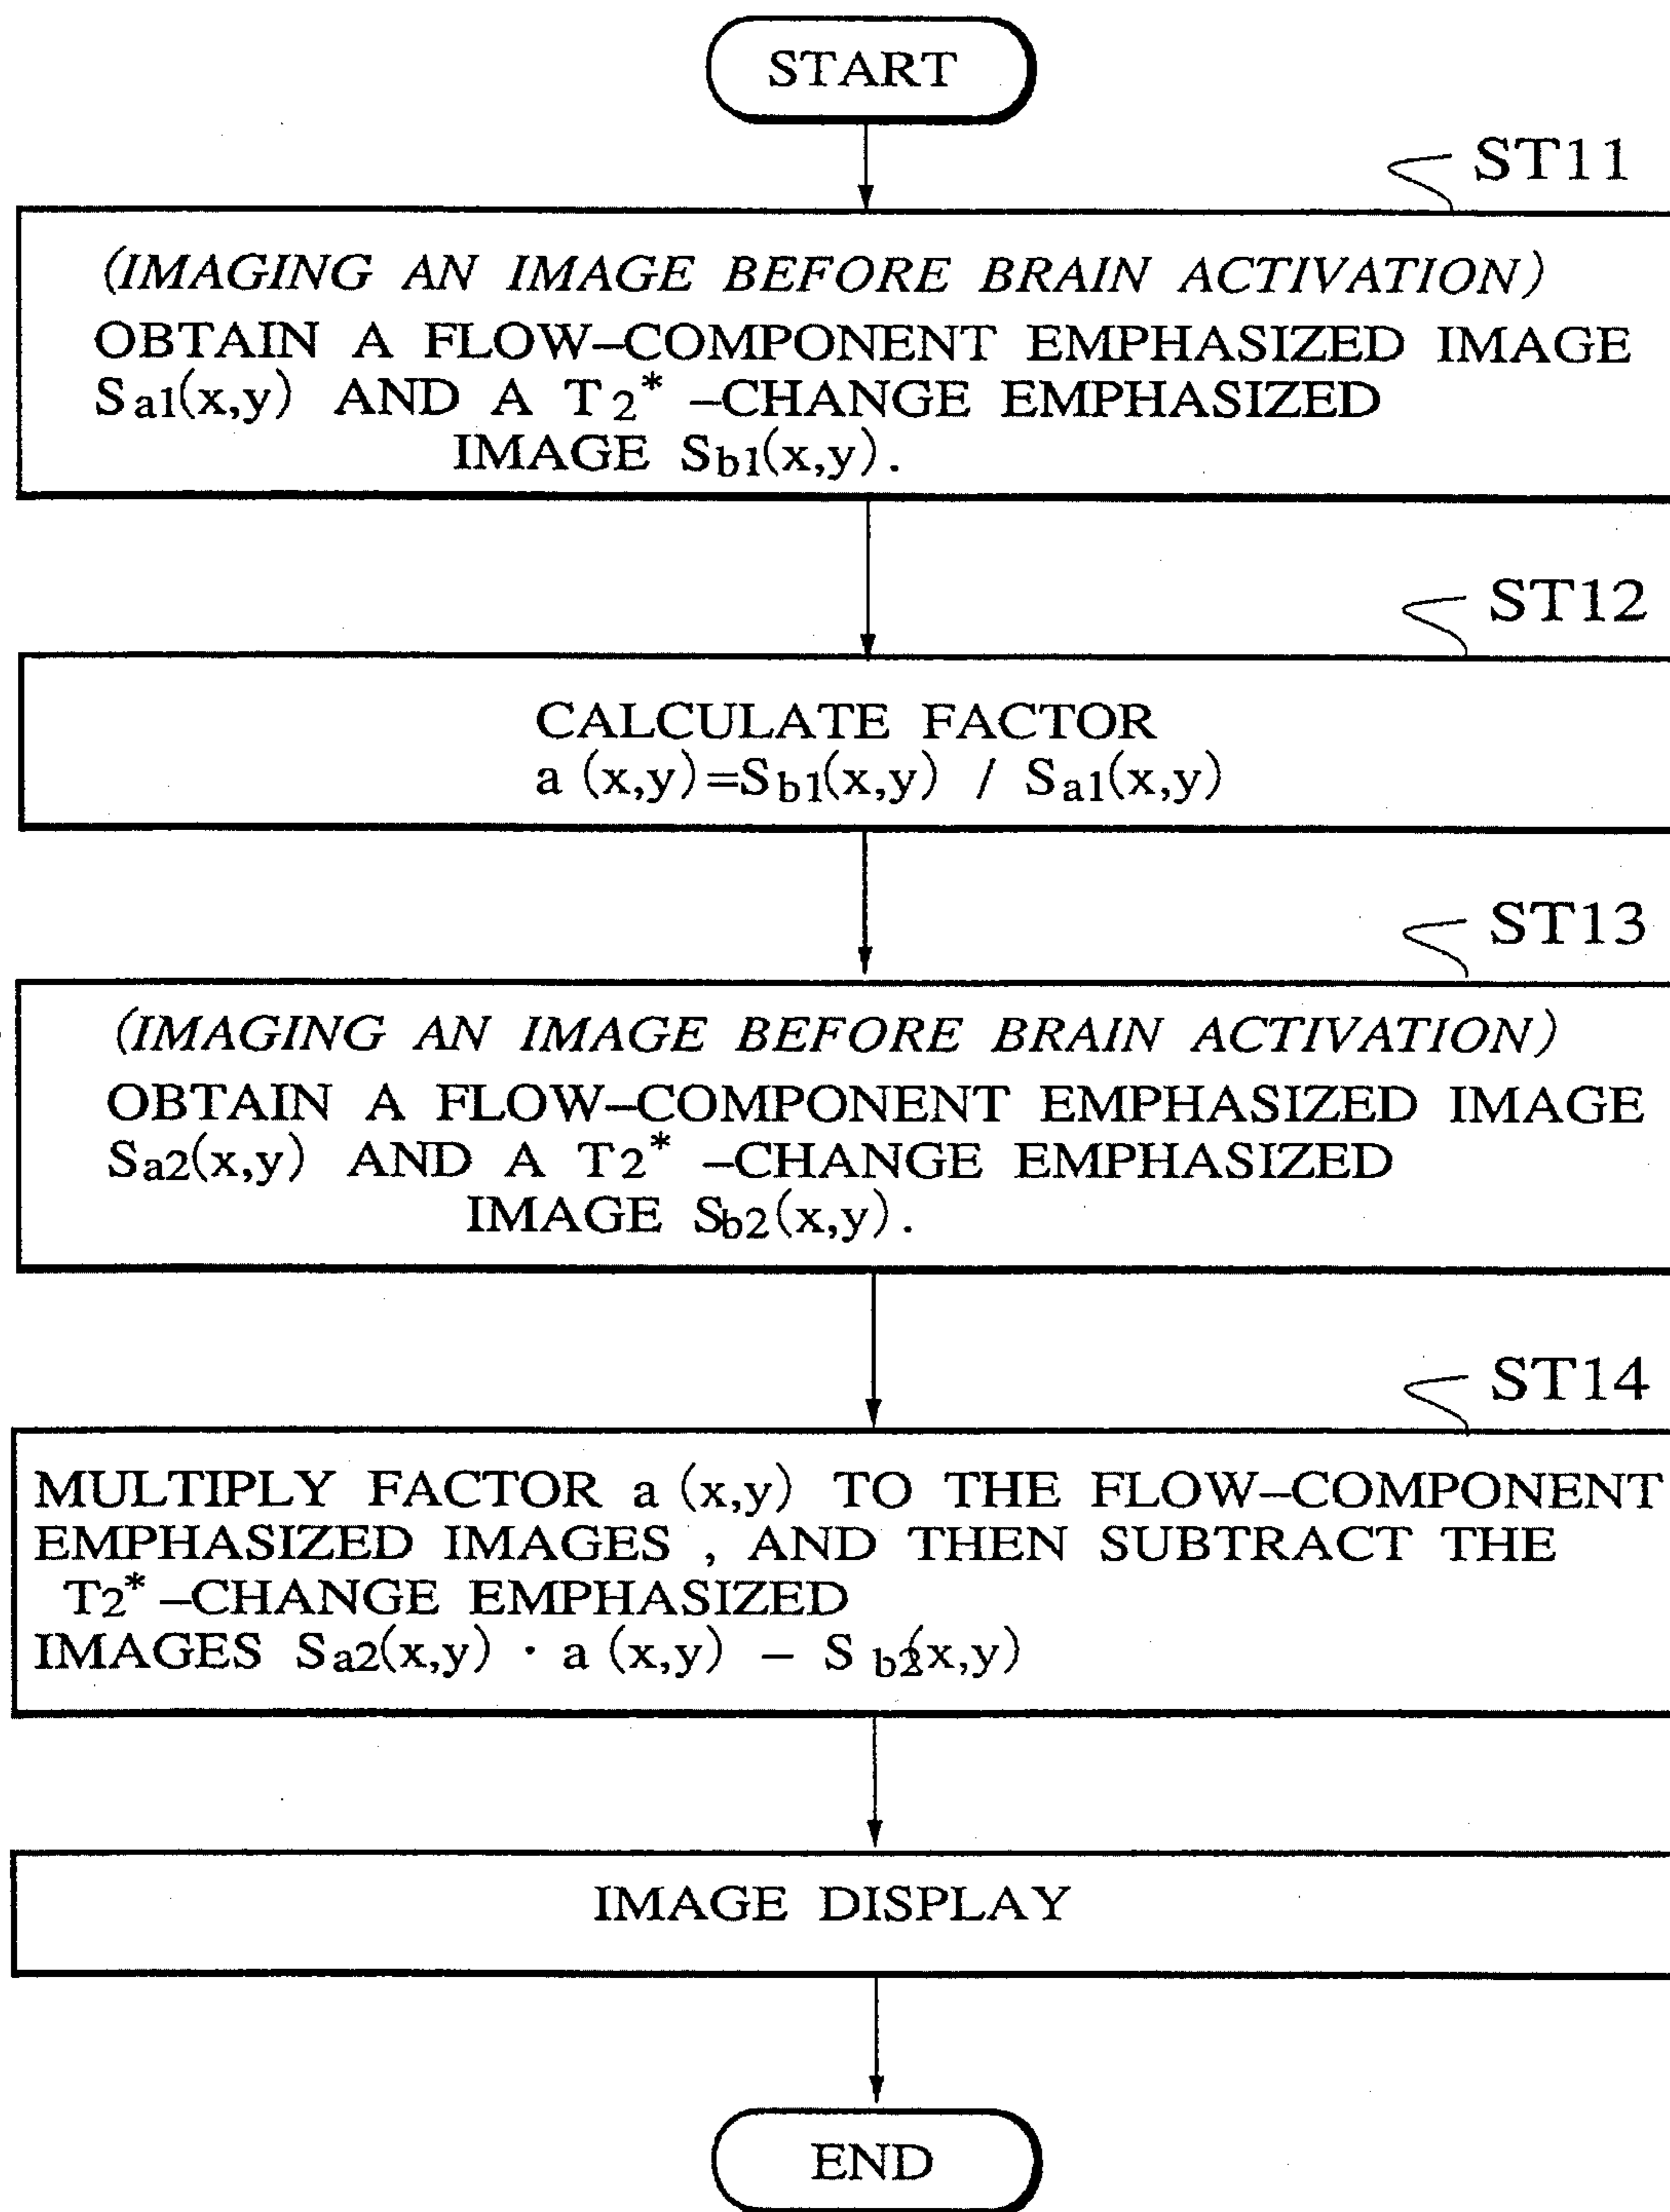 START
ST11
(IMAGING AN IMAGE BEFORE BRAIN ACTIVATION)
OBTAIN A FLOW–COMPONENT EMPHASIZED IMAGE
Sa1(x,y) AND A T2* –CHANGE EMPHASIZED
IMAGE Sb1(x,y).
ST12
CALCULATE FACTOR
a (x,y)=Sb1(x,y) / Sa1(x,y)
ST13
(IMAGING AN IMAGE BEFORE BRAIN ACTIVATION)
OBTAIN A FLOW–COMPONENT EMPHASIZED IMAGE
Sa2(x,y) AND A T2* –CHANGE EMPHASIZED
IMAGE Sb2(x,y).
ST14
MULTIPLY FACTOR a (x,y) TO THE FLOW–COMPONENT
EMPHASIZED IMAGES , AND THEN SUBTRACT THE
T2* –CHANGE EMPHASIZED
IMAGES Sa2(x,y) · a (x,y) –
IMAGE DISPLAY
END